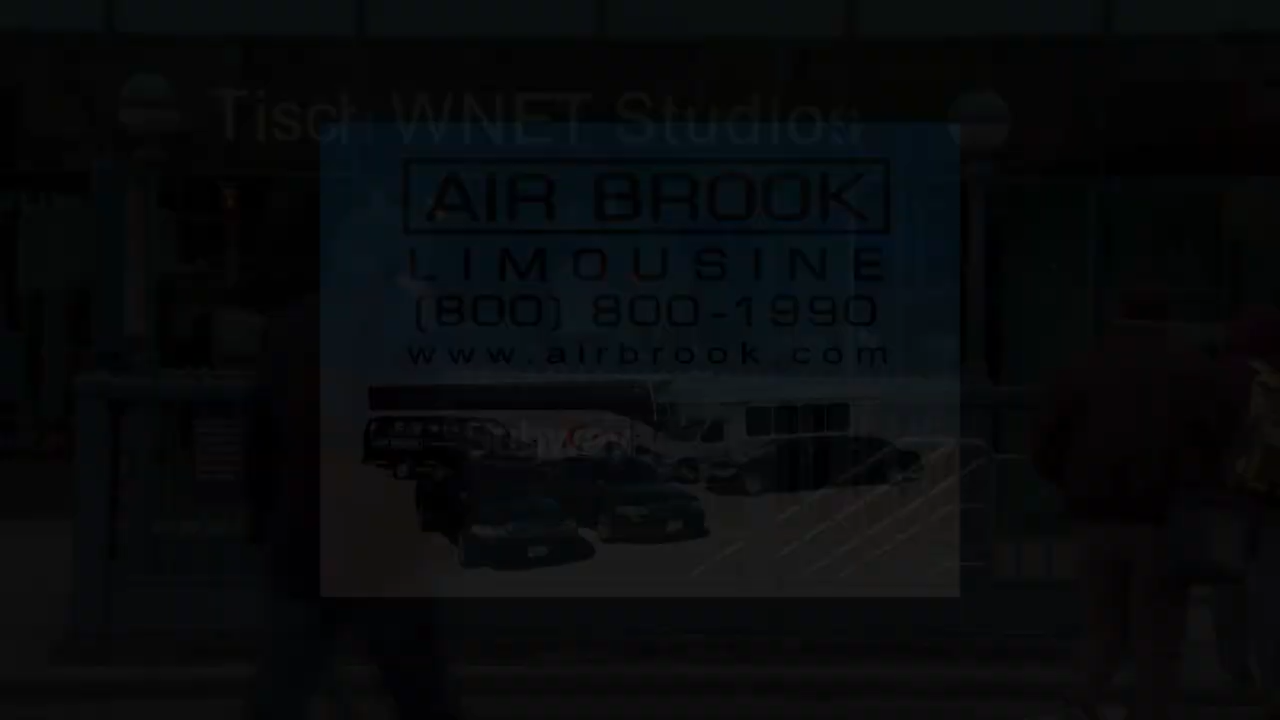 Tisch WNET Studios
AIR BROOK
LIMOUSINE
(800) 800-1990
www.airbrook.com